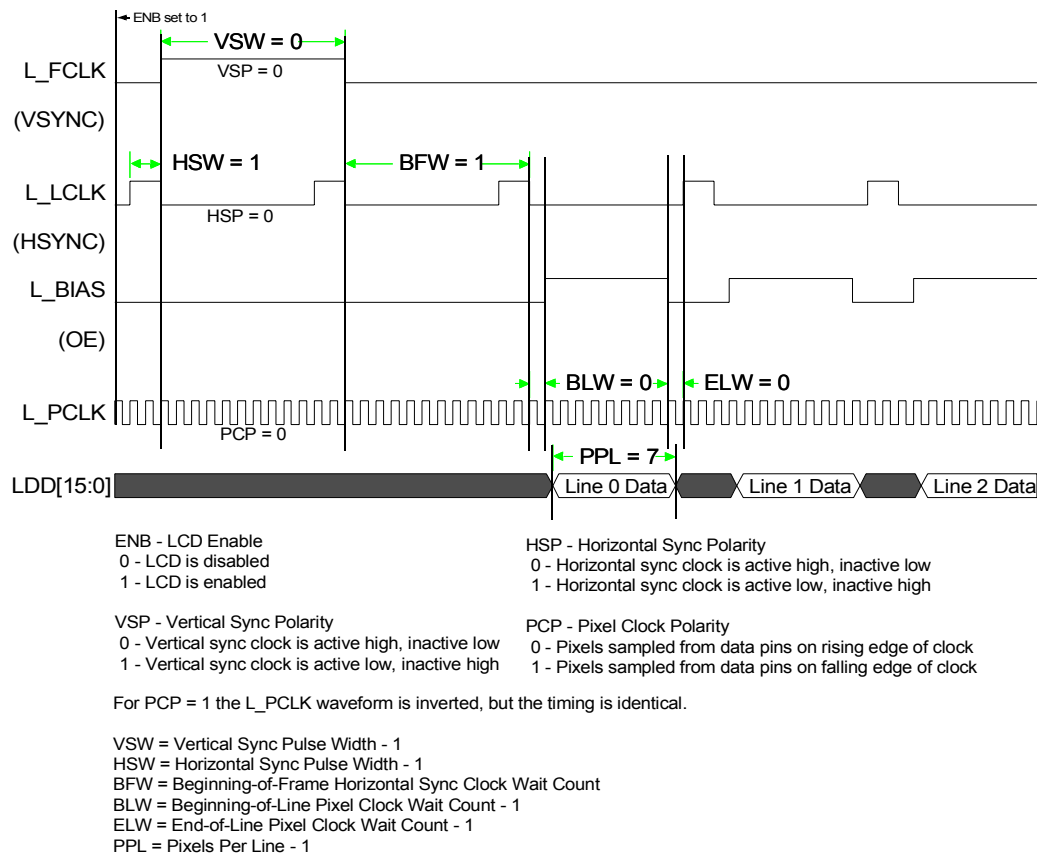 ENB set to 1
VSW = 0
L_FCLK
VSP = 0
(VSYNC)
HSW = 1
BFW = 1
L_LCLK
HSP = 0
(HSYNC)
L_BIAS
(OE)
BLW = 0
ELW = 0
L_PCLK
PCP = 0
PPL = 7
LDD[15:0]
Line 0 Data
Line 1 Data
Line 2 Data
ENB - LCD Enable
0 - LCD is disabled
1 - LCD is enabled
HSP - Horizontal Sync Polarity
0 - Horizontal sync clock is active high, inactive low
1 - Horizontal sync clock is active low, inactive high
VSP - Vertical Sync Polarity
0 - Vertical sync clock is active high, inactive low
1 - Vertical sync clock is active low, inactive high
PCP - Pixel Clock Polarity
0 - Pixels sampled from data pins on rising edge of clock
1 - Pixels sampled from data pins on falling edge of clock
For PCP = 1 the L_PCLK waveform is inverted, but the timing is identical.
VSW = Vertical Sync Pulse Width - 1
HSW = Horizontal Sync Pulse Width - 1
BFW = Beginning-of-Frame Horizontal Sync Clock Wait Count
BLW = Beginning-of-Line Pixel Clock Wait Count - 1
ELW = End-of-Line Pixel Clock Wait Count - 1
PPL = Pixels Per Line - 1